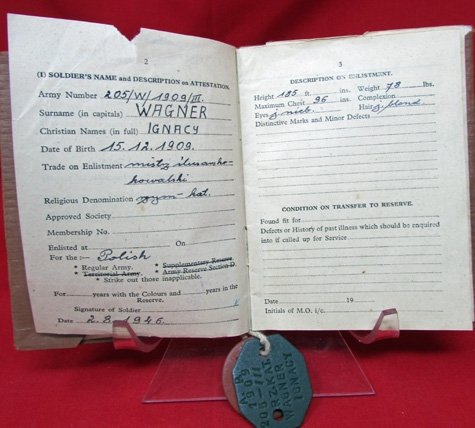 2
(1) SOLDIER'S NAME and DESCRIPTION on ATTESTATION.
Army Number 205/W/1909/III.
Surname (in capitals) WAGNER
Christian Names (in full) IGNACY
Date of Birth 15.12.1909.
Trade on Enlistment mistrz ślusarsko-
kowalski
Religious Denomination rzym. kat.
Approved Society
Membership No.
Enlisted at On
For the :— Polish
* Regular Army. * Supplementary Reserve.
* Territorial Army. * Army Reserve Section D.
* Strike out those inapplicable.
For years with the Colours and years in the
Reserve.
Signature of Soldier
Date 2.8.1946.
3
DESCRIPTION ON ENLISTMENT.
Height 185 ft. ins. Weight 78 lbs.
Maximum Chest 96 ins. Complexion
Eyes nieb. Hair blond
Distinctive Marks and Minor Defects
CONDITION ON TRANSFER TO RESERVE.
Found fit for
Defects or History of past illness which should be enquired
into if called up for Service
Date 19
Initials of M.O. i/c.
IGNACY
WAGNER
RZKAT
205-III
1909